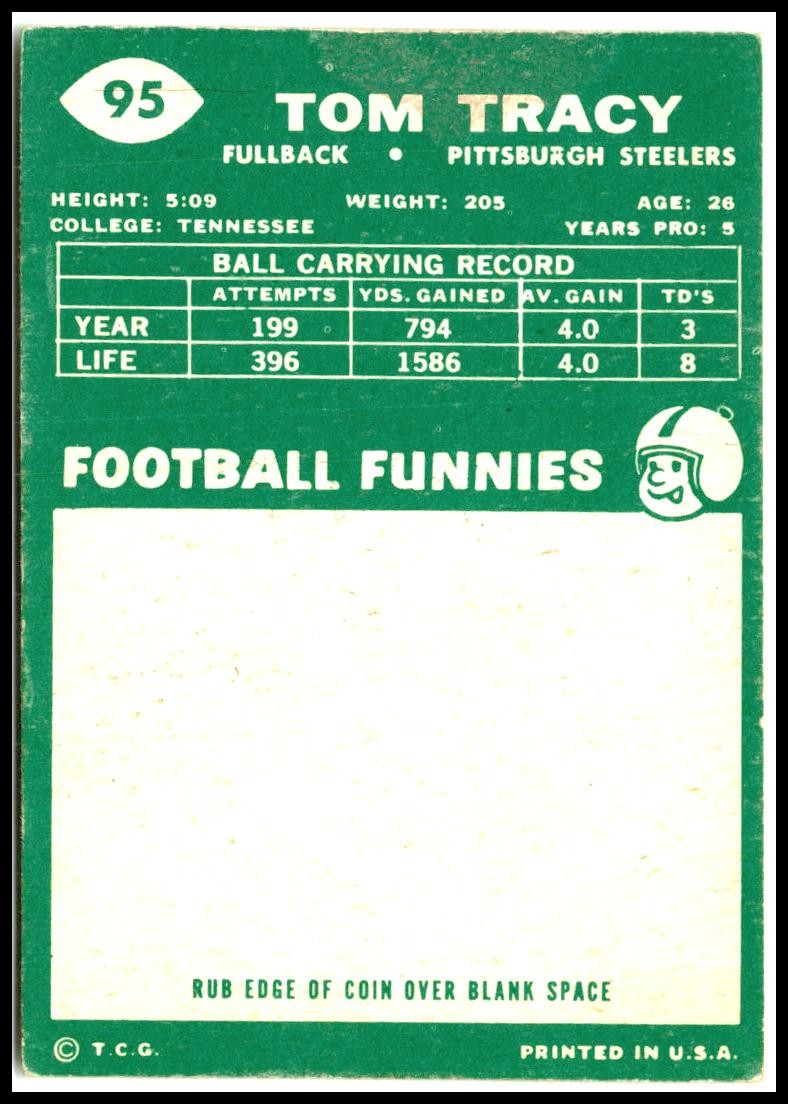 95
TOM TRACY
FULLBACK • PITTSBURGH STEELERS
HEIGHT: 5:09 WEIGHT: 205 AGE: 26
COLLEGE: TENNESSEE YEARS PRO: 5
BALL CARRYING RECORD
ATTEMPTS YDS. GAINED AV. GAIN TD'S
YEAR 199 794 4.0 3
LIFE 396 1586 4.0 8
FOOTBALL FUNNIES
RUB EDGE OF COIN OVER BLANK SPACE
© T.C.G. PRINTED IN U.S.A.